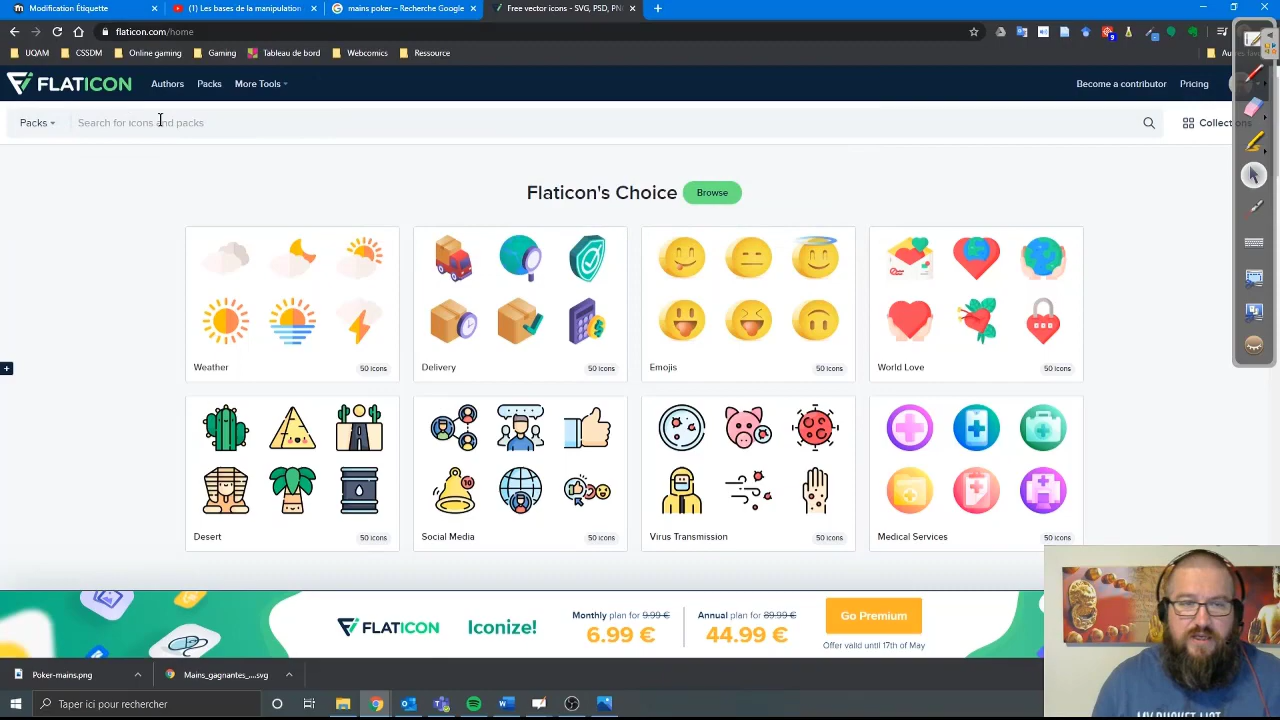 Modification Étiquette
(1) Les bases de la manipulation
mains poker – Recherche Google
Free vector icons - SVG, PSD, PN
flaticon.com/home
UQAM
CSSDM
Online gaming
Gaming
Tableau de bord
Webcomics
Ressource
Autres
FLATICON
Authors
Packs
More Tools
Become a contributor
Pricing
Packs
Search for icons and packs
Collections
Flaticon's Choice
Browse
Weather
50 icons
Delivery
50 icons
Emojis
50 icons
World Love
50 icons
Desert
50 icons
Social Media
50 icons
Virus Transmission
50 icons
Medical Services
50 icons
FLATICON
Iconize!
Monthly plan for 9.99 €
6.99 €
Annual plan for 89.99 €
44.99 €
Go Premium
Offer valid until 17th of May
Poker-mains.png
Mains_gagnantes_...svg
Taper ici pour rechercher
MY BUCKET LIST